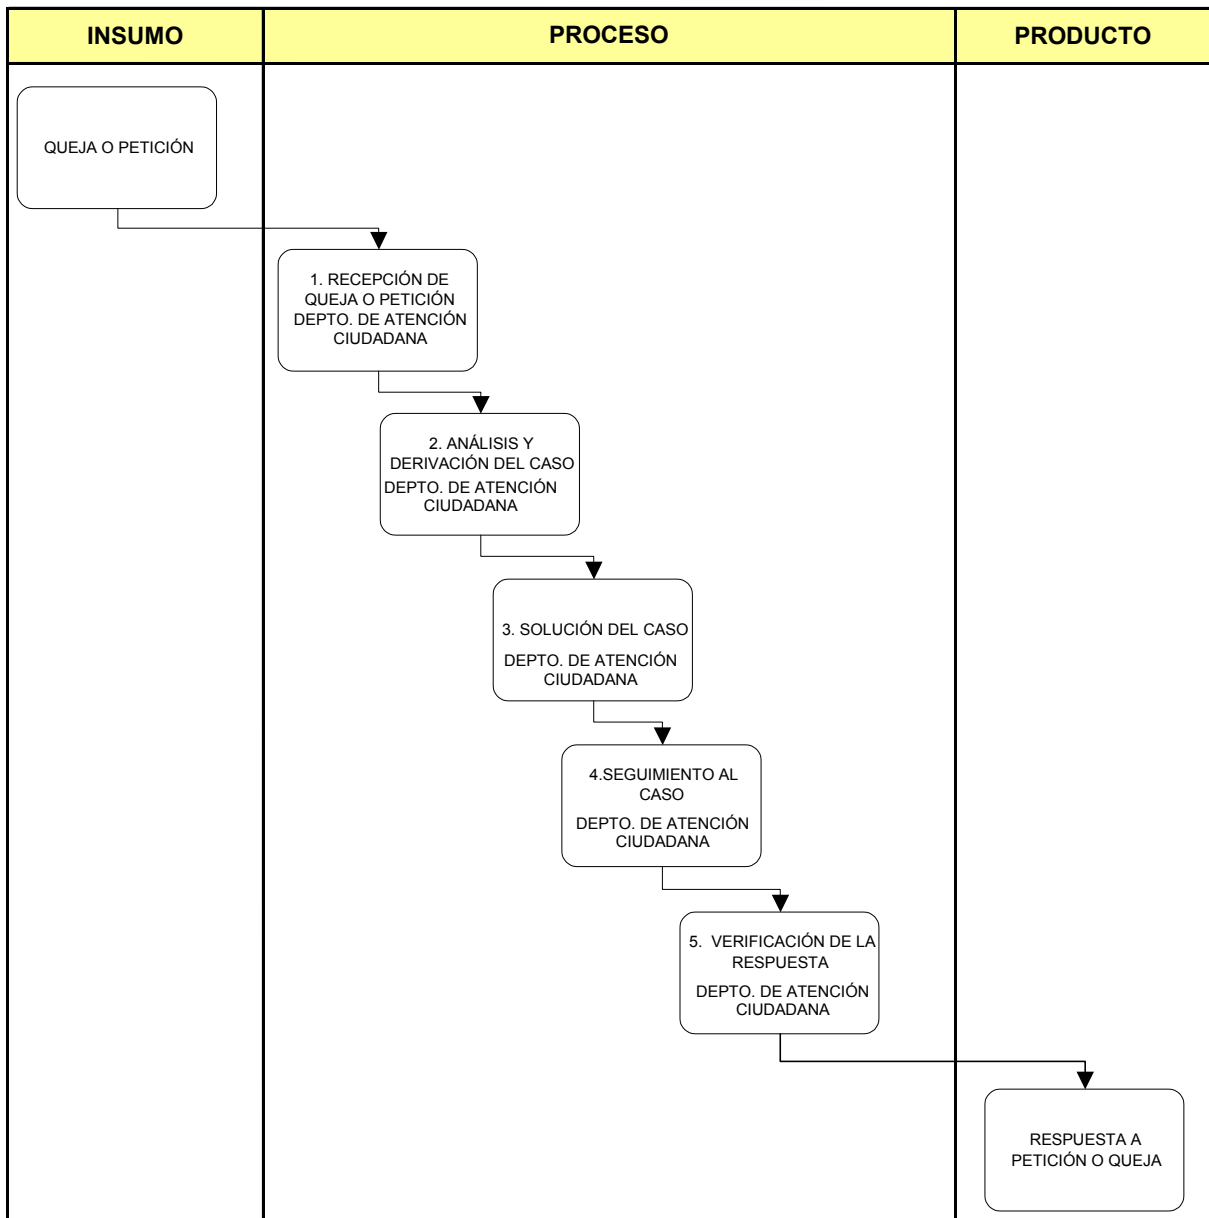 INSUMO
PROCESO
PRODUCTO
QUEJA O PETICIÓN
1. RECEPCIÓN DE
QUEJA O PETICIÓN
DEPTO. DE ATENCIÓN
CIUDADANA
2. ANÁLISIS Y
DERIVACIÓN DEL CASO
DEPTO. DE ATENCIÓN
CIUDADANA
3. SOLUCIÓN DEL CASO
DEPTO. DE ATENCIÓN
CIUDADANA
4.SEGUIMIENTO AL
CASO
DEPTO. DE ATENCIÓN
CIUDADANA
5. VERIFICACIÓN DE LA
RESPUESTA
DEPTO. DE ATENCIÓN
CIUDADANA
RESPUESTA A
PETICIÓN O QUEJA